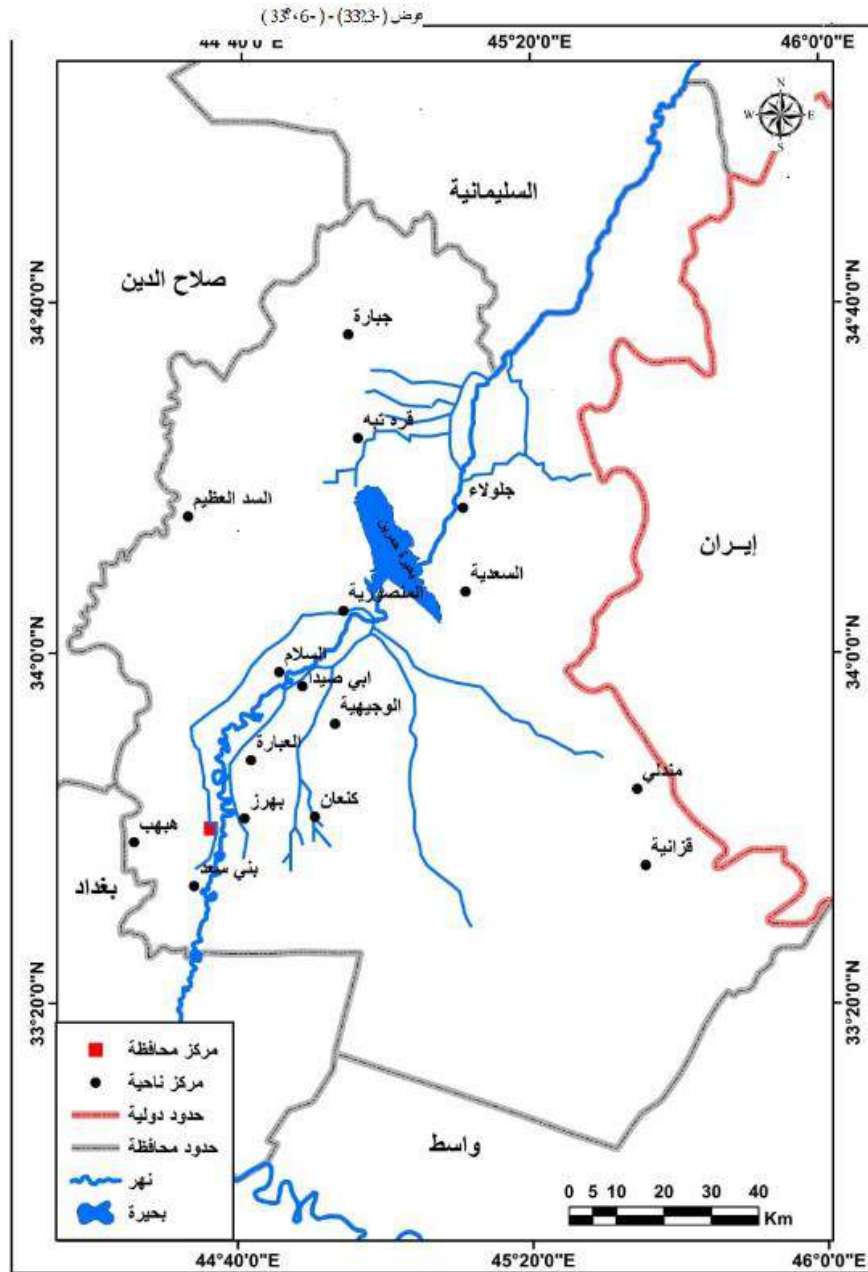 عرض (-3323) - (-6،°33)
44°40'0"E
45°20'0"E
46°0'0"E
N
W
E
S
السليمانية
صلاح الدين
34°40'0"N
34°40'0"N
جبارة
قره تبه
جلولاء
السد العظيم
إيـران
بحيرة حمرين
السعدية
المنصورية
34°0'0"N
34°0'0"N
السلام
ابي صيدا
الوجيهية
العبارة
مندلي
كنعان
بهرز
هبهب
قزانية
بني سعد
بغداد
33°20'0"N
33°20'0"N
مركز محافظة
مركز ناحية
حدود دولية
حدود محافظة
نهر
بحيرة
واسط
0 5 10 20 30 40
Km
44°40'0"E
45°20'0"E
46°0'0"E